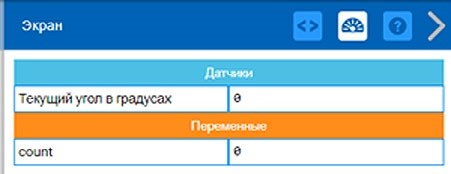 Экран
<> ?
Датчики
Текущий угол в градусах 0
Переменные
count 0